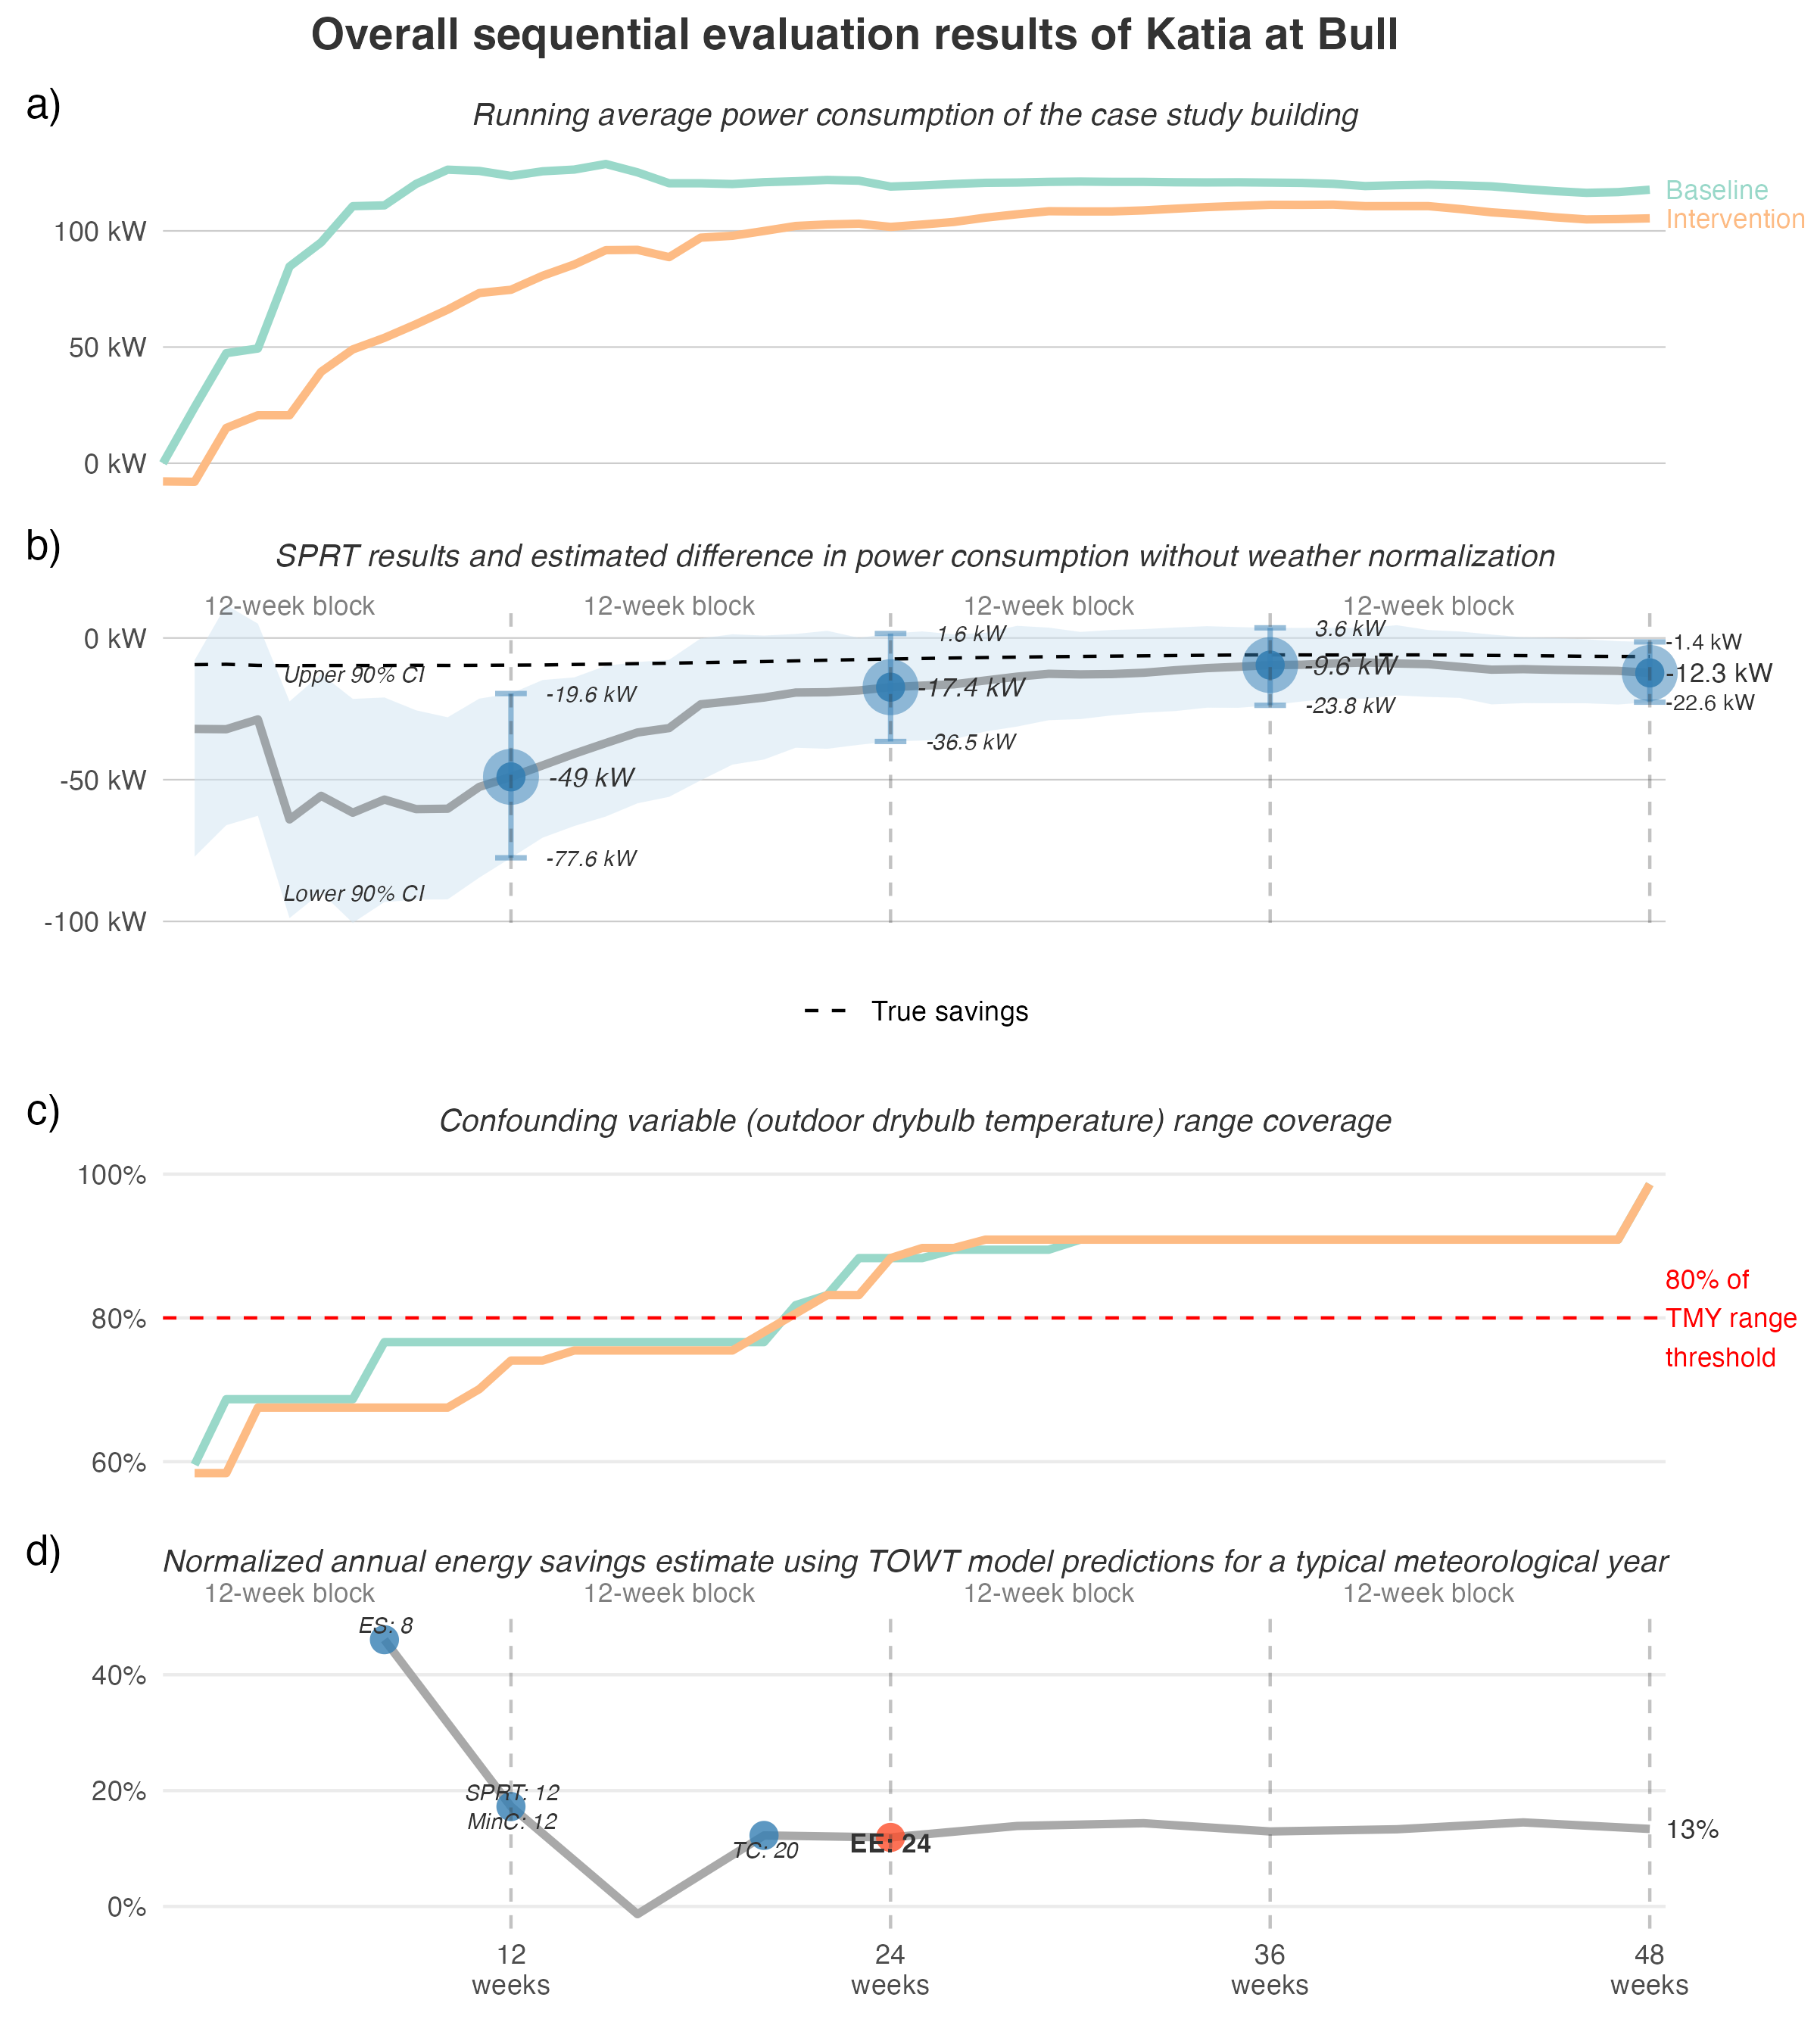 Overall sequential evaluation results of Katia at Bull
a)
Running average power consumption of the case study building
100 kW
50 kW
0 kW
Baseline
Intervention
b)
SPRT results and estimated difference in power consumption without weather normalization
12-week block 12-week block 12-week block 12-week block
0 kW
-50 kW
-100 kW
Upper 90% CI
Lower 90% CI
-19.6 kW
-49 kW
-77.6 kW
1.6 kW
-17.4 kW
-36.5 kW
3.6 kW
-9.6 kW
-23.8 kW
-1.4 kW
-12.3 kW
-22.6 kW
True savings
c)
Confounding variable (outdoor drybulb temperature) range coverage
100%
80%
60%
80% of
TMY range
threshold
d)
Normalized annual energy savings estimate using TOWT model predictions for a typical meteorological year
12-week block 12-week block 12-week block 12-week block
40%
20%
0%
ES: 8
SPRT: 12
MinC: 12
TC: 20
EE: 24
13%
12 24 36 48
weeks weeks weeks weeks